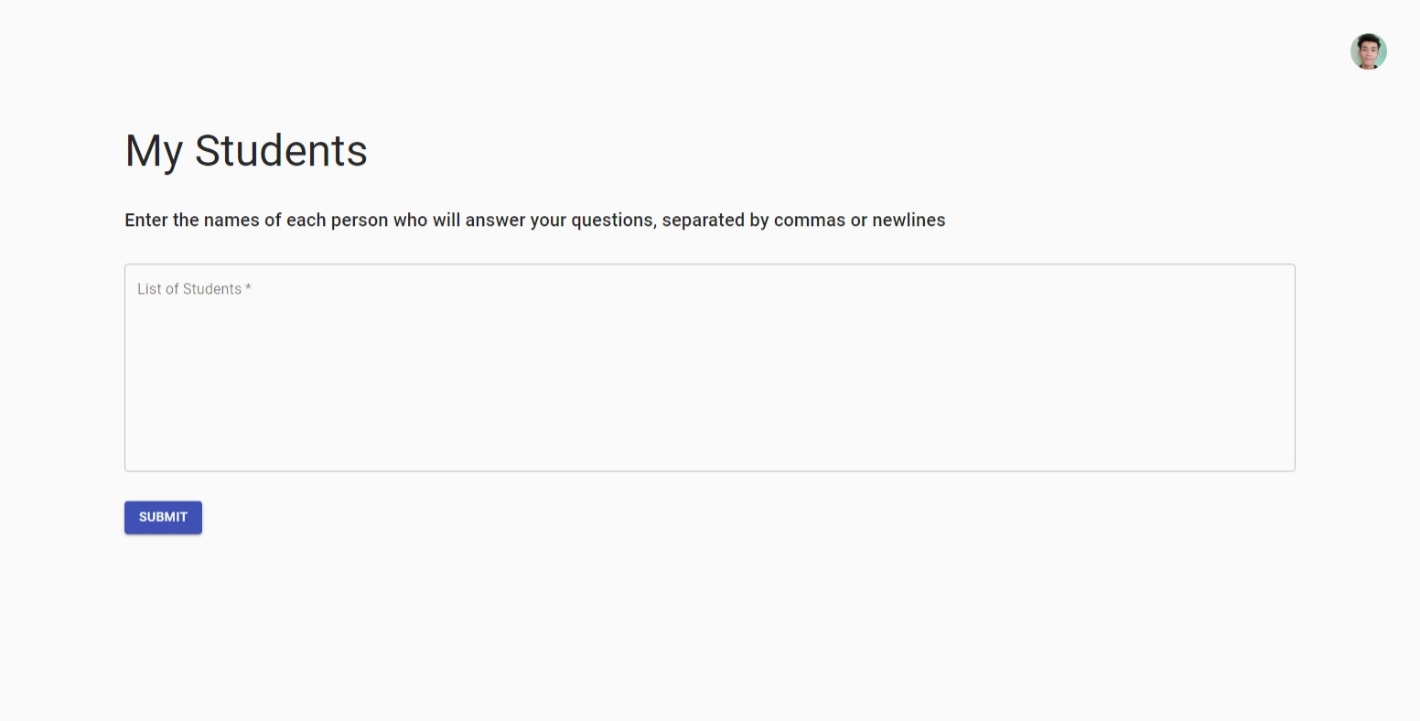 My Students
Enter the names of each person who will answer your questions, separated by commas or newlines
List of Students *
SUBMIT